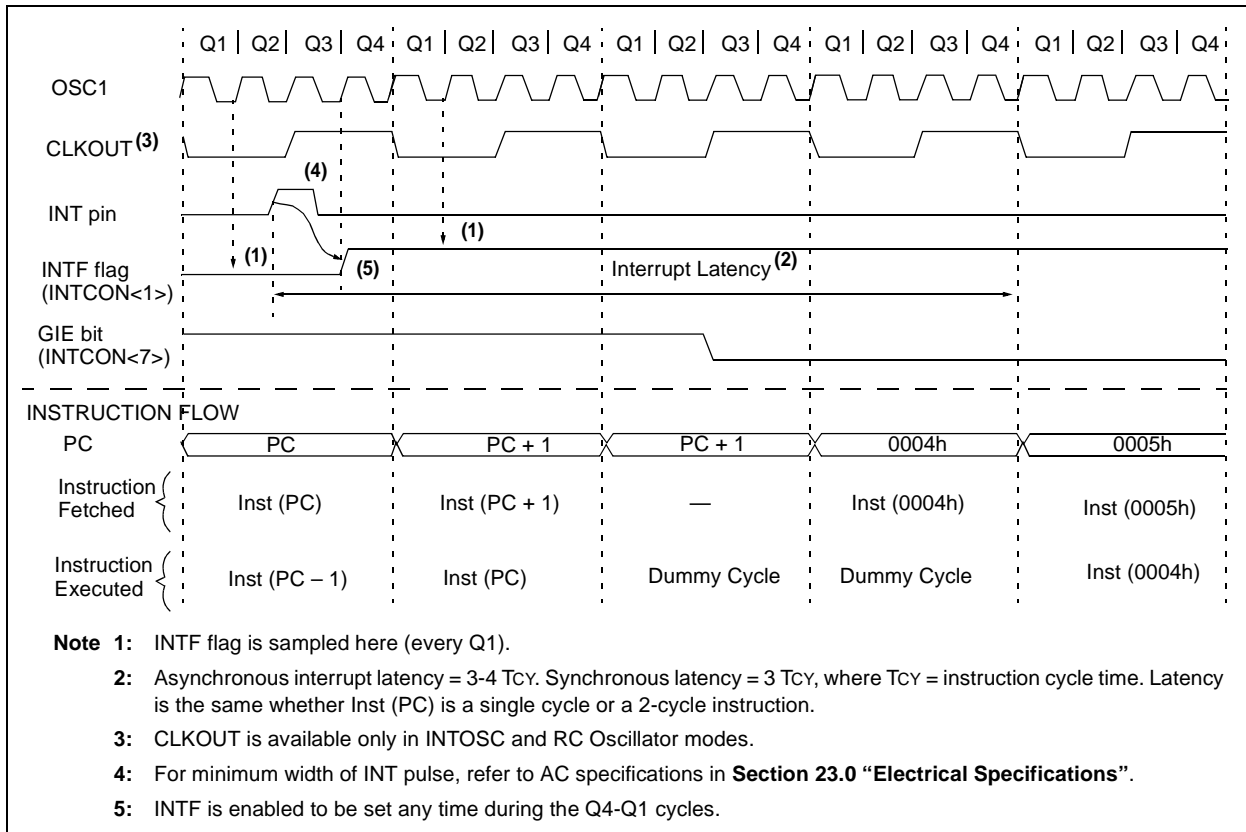 Q1 | Q2 | Q3 | Q4 Q1 | Q2 | Q3 | Q4 Q1 | Q2 | Q3 | Q4 Q1 | Q2 | Q3 | Q4 Q1 | Q2 | Q3 | Q4
OSC1
CLKOUT (3)
(4)
INT pin
(1)
(1)
INTF flag
(INTCON<1>)
(5)
Interrupt Latency (2)
GIE bit
(INTCON<7>)
INSTRUCTION FLOW
PC PC PC + 1 PC + 1 0004h 0005h
Instruction
Fetched
Inst (PC) Inst (PC + 1) — Inst (0004h) Inst (0005h)
Instruction
Executed
Inst (PC – 1) Inst (PC) Dummy Cycle Dummy Cycle Inst (0004h)
Note 1: INTF flag is sampled here (every Q1).
2: Asynchronous interrupt latency = 3-4 TCY. Synchronous latency = 3 TCY, where TCY = instruction cycle time. Latency
is the same whether Inst (PC) is a single cycle or a 2-cycle instruction.
3: CLKOUT is available only in INTOSC and RC Oscillator modes.
4: For minimum width of INT pulse, refer to AC specifications in Section 23.0 “Electrical Specifications”.
5: INTF is enabled to be set any time during the Q4-Q1 cycles.